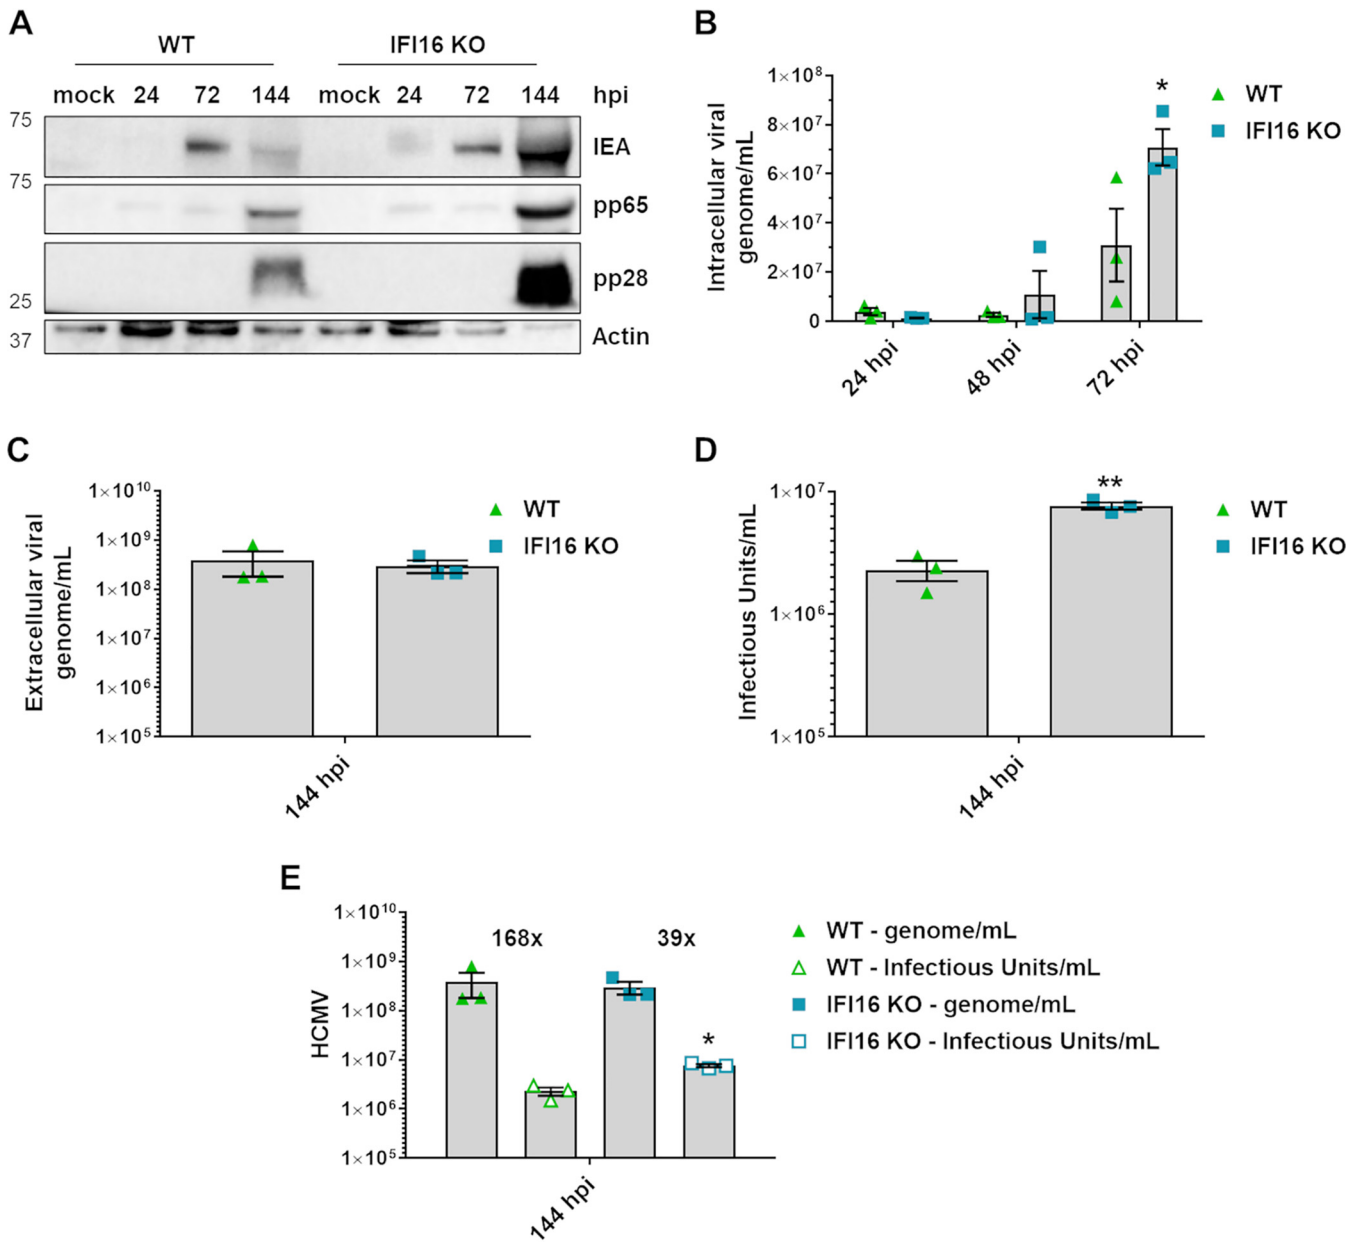 A
WT IFI16 KO
mock 24 72 144 mock 24 72 144 hpi
75
IEA
75
pp65
pp28
25
37
Actin
B
Intracellular viral
genome/mL
1×10⁸
8×10⁷
6×10⁷
4×10⁷
2×10⁷
0
*
WT
IFI16 KO
24 hpi 48 hpi 72 hpi
C
Extracellular viral
genome/mL
1×10¹⁰
1×10⁹
1×10⁸
1×10⁷
1×10⁶
1×10⁵
WT
IFI16 KO
144 hpi
D
Infectious Units/mL
1×10⁷
1×10⁶
1×10⁵
**
WT
IFI16 KO
144 hpi
E
HCMV
1×10¹⁰
1×10⁹
1×10⁸
1×10⁷
1×10⁶
1×10⁵
168x 39x
*
WT - genome/mL
WT - Infectious Units/mL
IFI16 KO - genome/mL
IFI16 KO - Infectious Units/mL
144 hpi